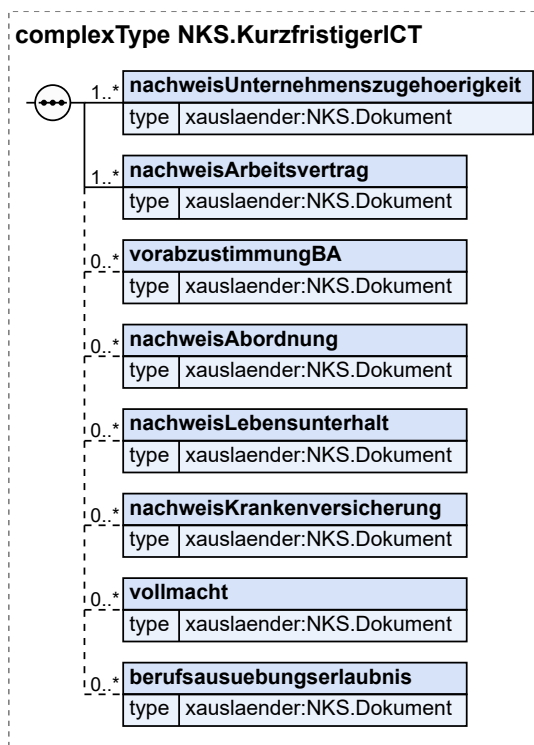 complexType NKS.KurzfristigerICT
1..* nachweisUnternehmenszugehoerigkeit
type xauslaender:NKS.Dokument
1..* nachweisArbeitsvertrag
type xauslaender:NKS.Dokument
0..* vorabzustimmungBA
type xauslaender:NKS.Dokument
0..* nachweisAbordnung
type xauslaender:NKS.Dokument
0..* nachweisLebensunterhalt
type xauslaender:NKS.Dokument
0..* nachweisKrankenversicherung
type xauslaender:NKS.Dokument
0..* vollmacht
type xauslaender:NKS.Dokument
0..* berufsausuebungserlaubnis
type xauslaender:NKS.Dokument